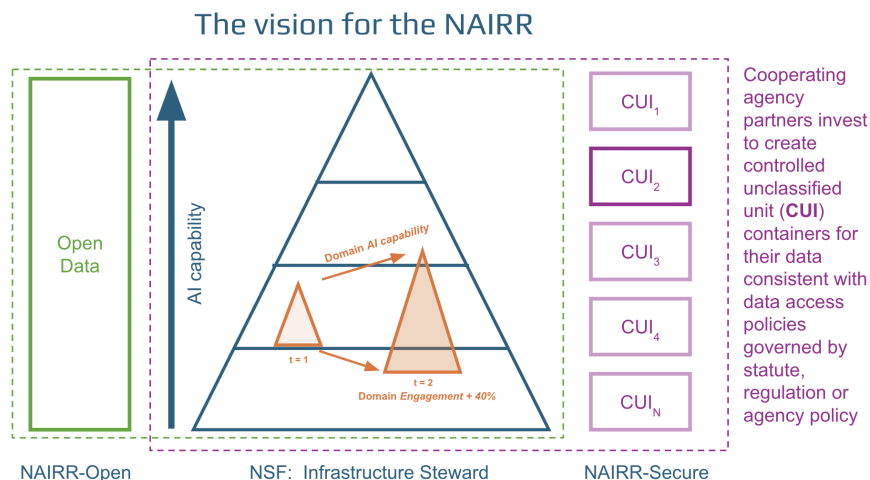 The vision for the NAIRR
Open
Data
AI capability
Domain AI capability
t = 1
t = 2
Domain Engagement + 40%
CUI1
CUI2
CUI3
CUI4
CUIN
Cooperating
agency
partners invest
to create
controlled
unclassified
unit (CUI)
containers for
their data
consistent with
data access
policies
governed by
statute,
regulation or
agency policy
NAIRR-Open
NSF: Infrastructure Steward
NAIRR-Secure